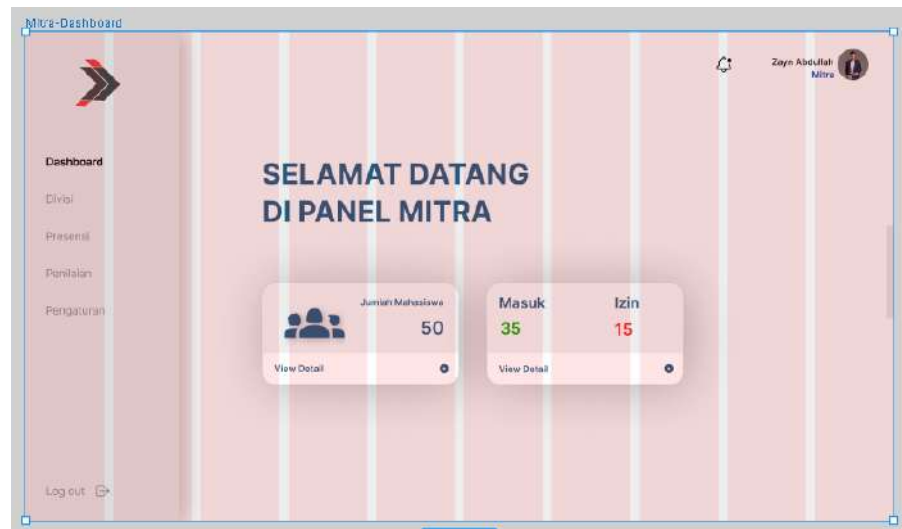 Mitra-Dashboard
Zayn Abdullah
Mitra
Dashboard
Divisi
Presensi
Penilaian
Pengaturan
Log out
SELAMAT DATANG
DI PANEL MITRA
Jumlah Mahasiswa
50
View Detail
Masuk Izin
35 15
View Detail